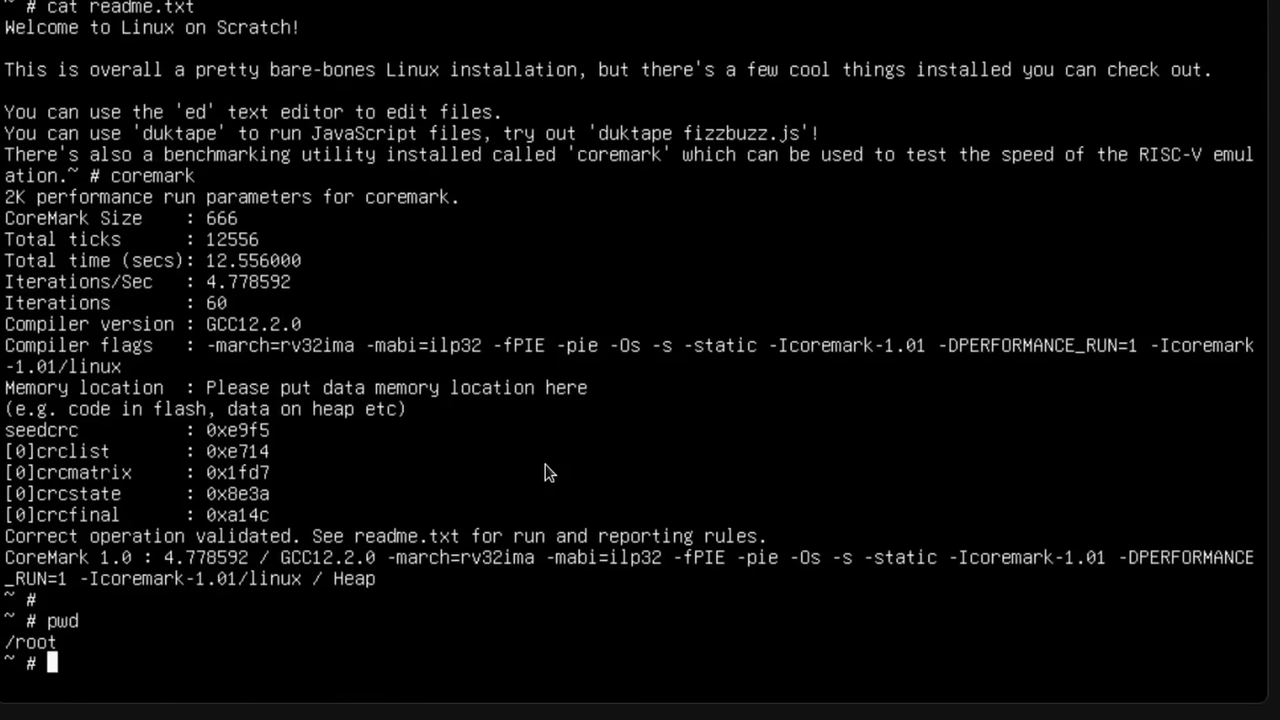 ~ # cat readme.txt
Welcome to Linux on Scratch!
This is overall a pretty bare-bones Linux installation, but there's a few cool things installed you can check out.
You can use the 'ed' text editor to edit files.
You can use 'duktape' to run JavaScript files, try out 'duktape fizzbuzz.js'!
There's also a benchmarking utility installed called 'coremark' which can be used to test the speed of the RISC-V emul
ation.~ # coremark
2K performance run parameters for coremark.
CoreMark Size    : 666
Total ticks      : 12556
Total time (secs): 12.556000
Iterations/Sec   : 4.778592
Iterations       : 60
Compiler version : GCC12.2.0
Compiler flags   : -march=rv32ima -mabi=ilp32 -fPIE -pie -Os -s -static -Icoremark-1.01 -DPERFORMANCE_RUN=1 -Icoremark
-1.01/linux
Memory location  : Please put data memory location here
(e.g. code in flash, data on heap etc)
seedcrc          : 0xe9f5
[0]crclist       : 0xe714
[0]crcmatrix     : 0x1fd7
[0]crcstate      : 0x8e3a
[0]crcfinal      : 0xa14c
Correct operation validated. See readme.txt for run and reporting rules.
CoreMark 1.0 : 4.778592 / GCC12.2.0 -march=rv32ima -mabi=ilp32 -fPIE -pie -Os -s -static -Icoremark-1.01 -DPERFORMANCE
_RUN=1 -Icoremark-1.01/linux / Heap
~ #
~ # pwd
/root
~ #